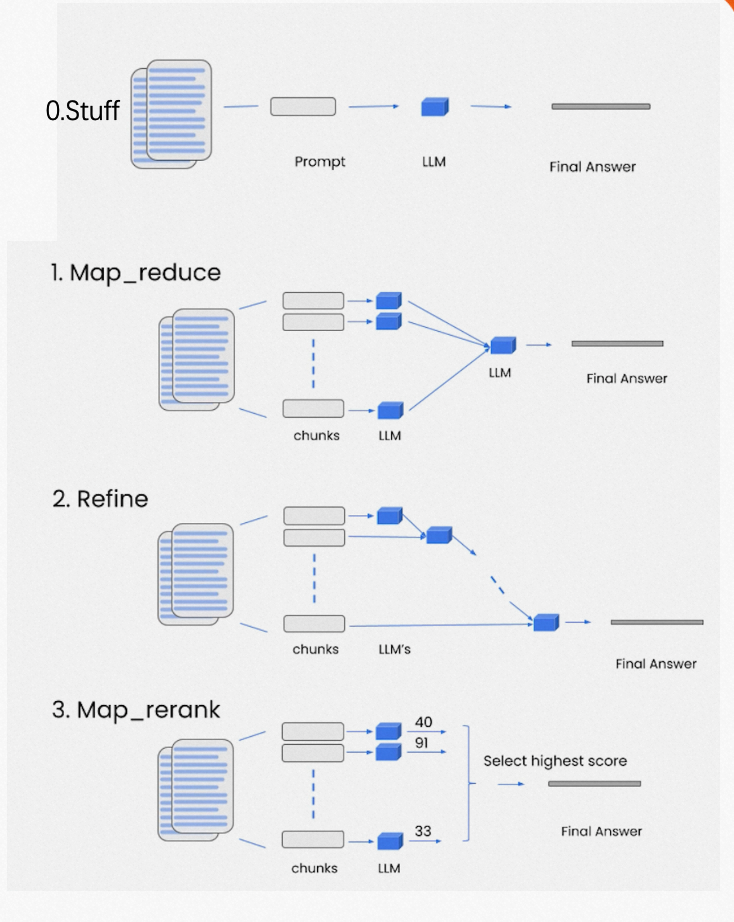 0.Stuff
Prompt
LLM
Final Answer
1. Map_reduce
LLM
Final Answer
chunks
LLM
2. Refine
chunks
LLM's
Final Answer
3. Map_rerank
40
91
Select highest score
33
Final Answer
chunks
LLM